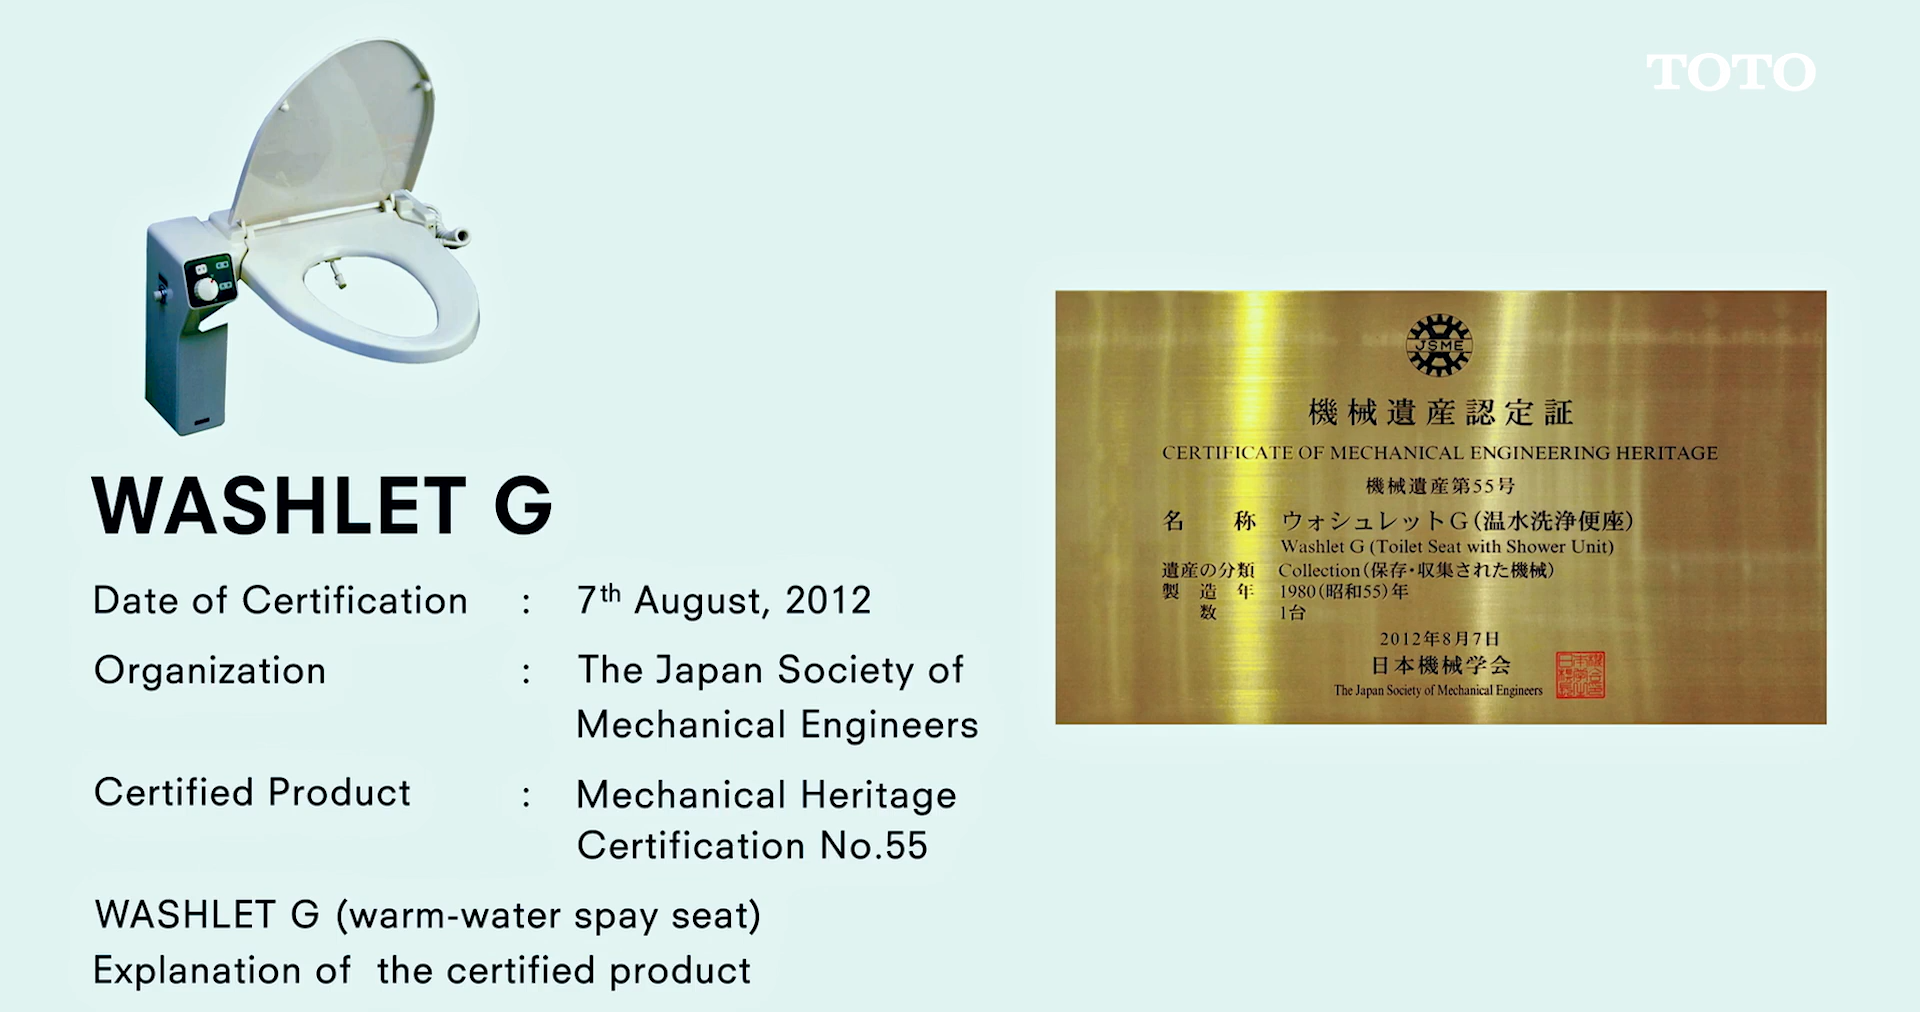 TOTO
WASHLET G
Date of Certification : 7th August, 2012
Organization : The Japan Society of
Mechanical Engineers
Certified Product : Mechanical Heritage
Certification No.55
WASHLET G (warm-water spay seat)
Explanation of the certified product
JSME
機械遺産認定証
CERTIFICATE OF MECHANICAL ENGINEERING HERITAGE
機械遺産第55号
名 称 ウォシュレットG(温水洗浄便座)
Washlet G (Toilet Seat with Shower Unit)
遺産の分類 Collection(保存・収集された機械)
製 造 年 1980(昭和55)年
数 1台
2012年8月7日
日本機械学会
The Japan Society of Mechanical Engineers